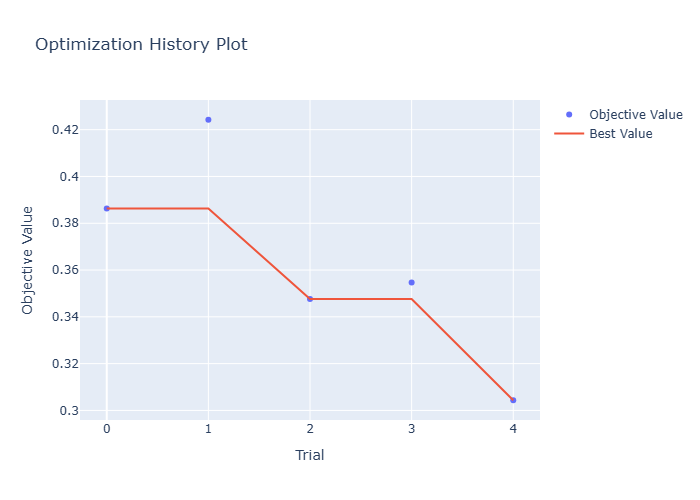 Optimization History Plot
Objective Value
Best Value
0.42
0.4
0.38
0.36
0.34
0.32
0.3
Objective Value
0 1 2 3 4
Trial